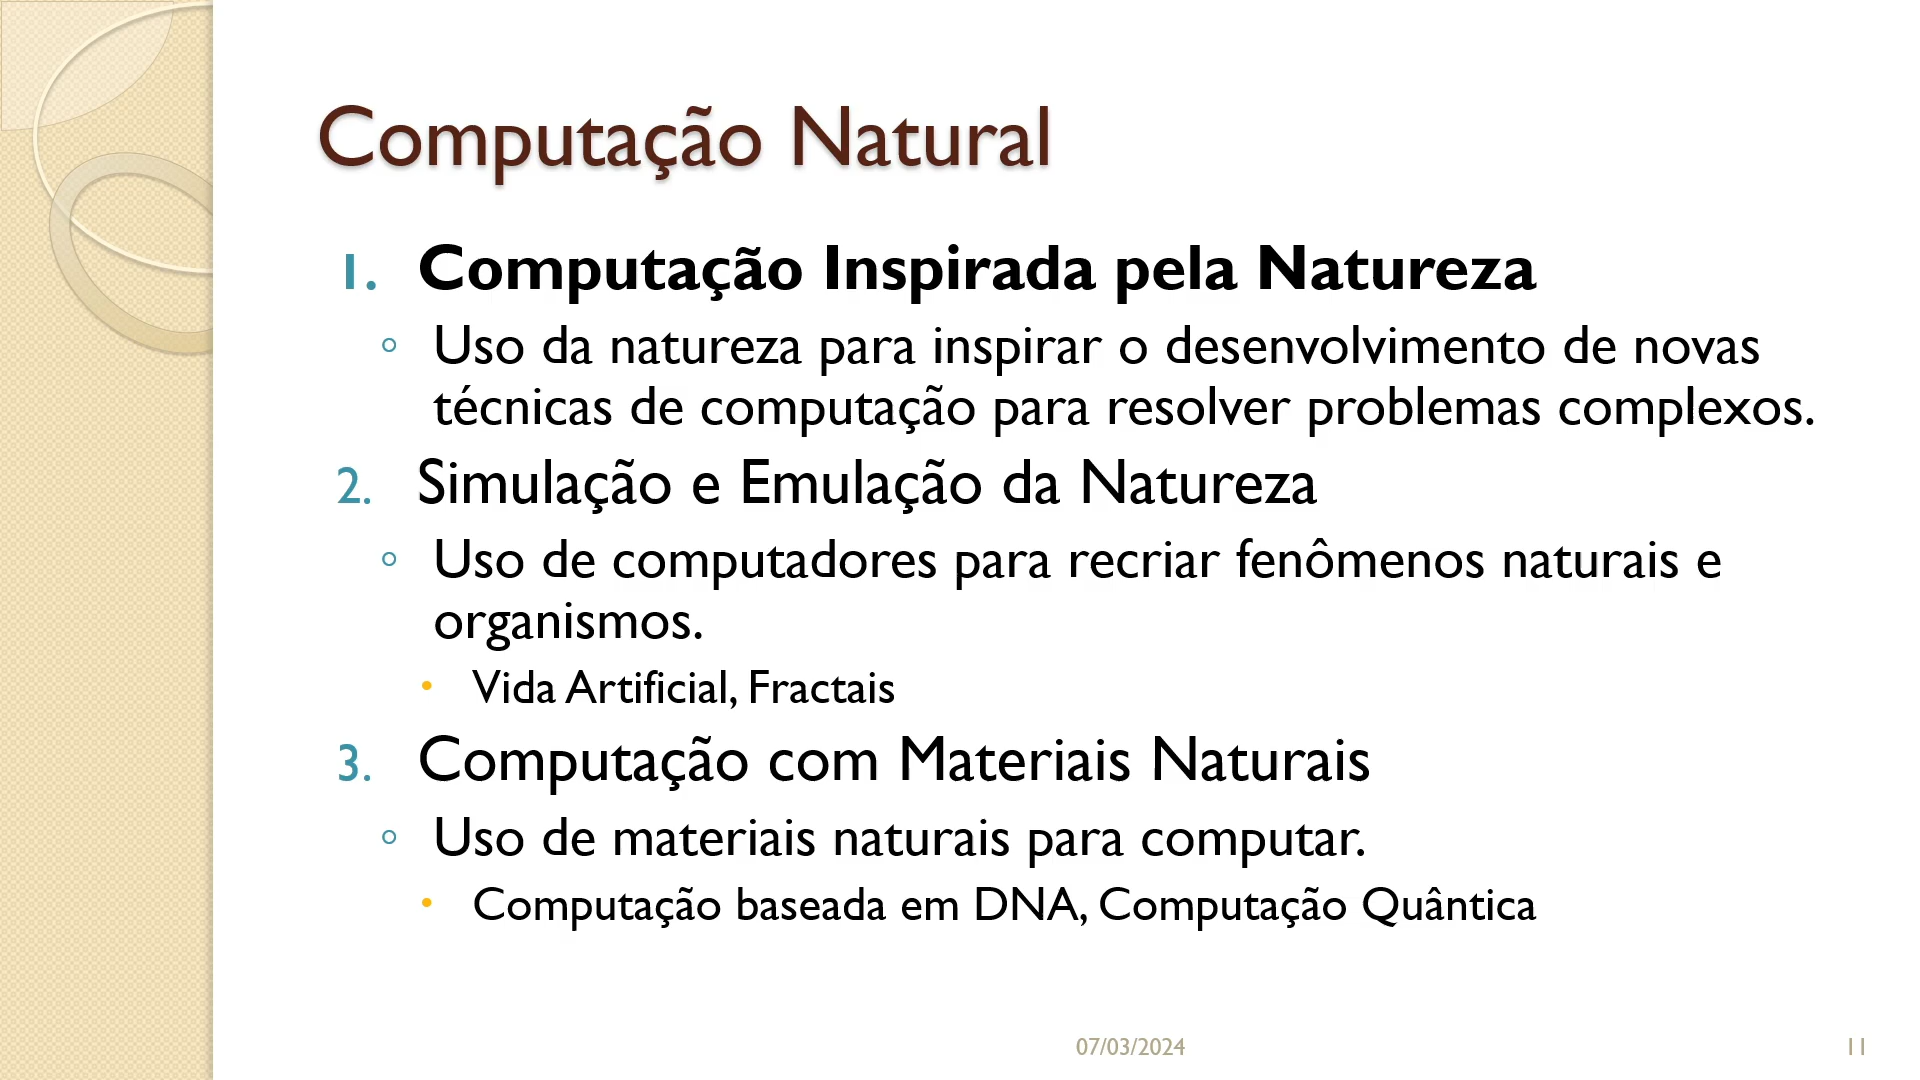 Computação Natural
1. Computação Inspirada pela Natureza
◦ Uso da natureza para inspirar o desenvolvimento de novas
técnicas de computação para resolver problemas complexos.
2. Simulação e Emulação da Natureza
◦ Uso de computadores para recriar fenômenos naturais e
organismos.
• Vida Artificial, Fractais
3. Computação com Materiais Naturais
◦ Uso de materiais naturais para computar.
• Computação baseada em DNA, Computação Quântica
07/03/2024 11